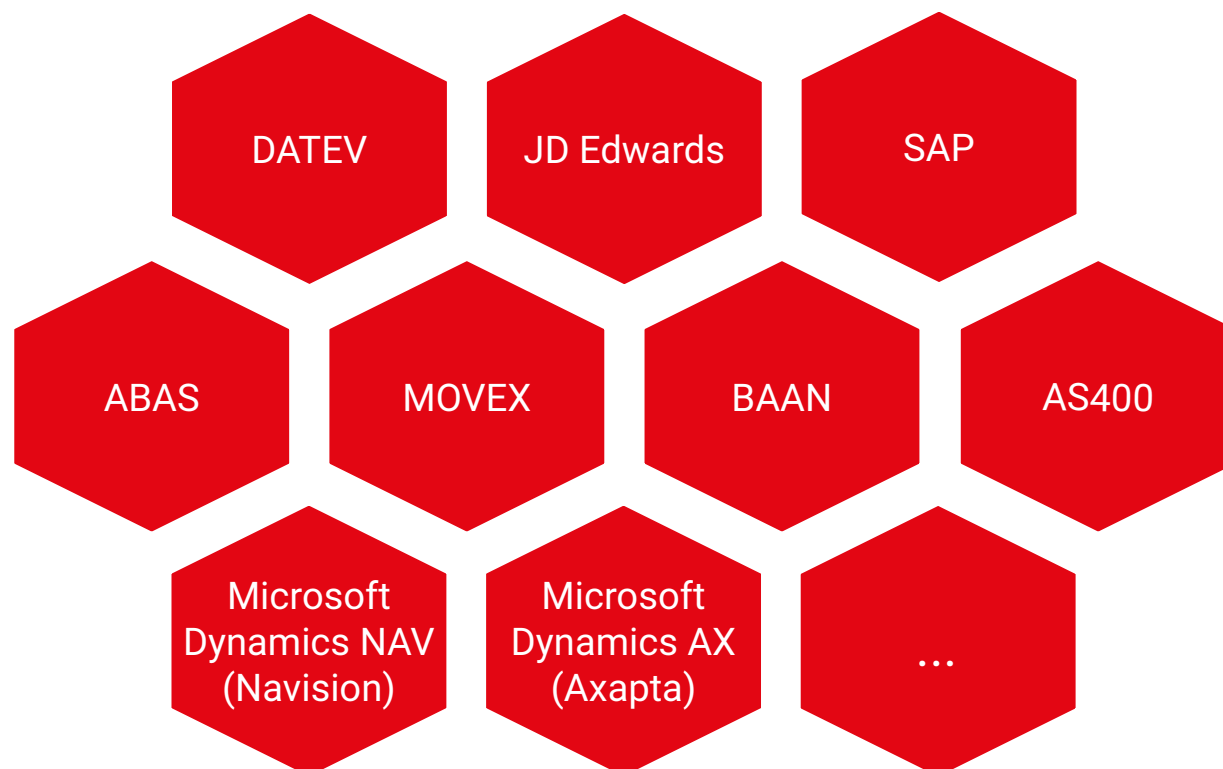 DATEV
JD Edwards
SAP
ABAS
MOVEX
BAAN
AS400
Microsoft
Dynamics NAV
(Navision)
Microsoft
Dynamics AX
(Axapta)
...